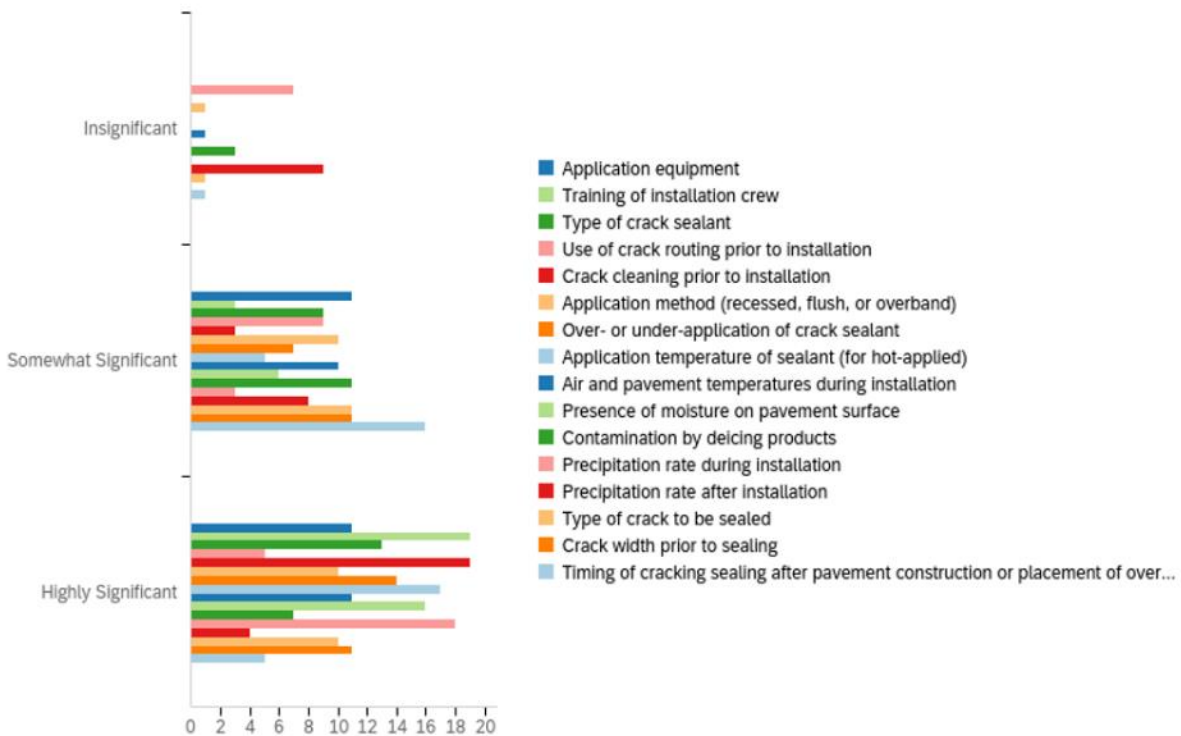 Insignificant
Somewhat Significant
Highly Significant
0 2 4 6 8 10 12 14 16 18 20
Application equipment
Training of installation crew
Type of crack sealant
Use of crack routing prior to installation
Crack cleaning prior to installation
Application method (recessed, flush, or overband)
Over- or under-application of crack sealant
Application temperature of sealant (for hot-applied)
Air and pavement temperatures during installation
Presence of moisture on pavement surface
Contamination by deicing products
Precipitation rate during installation
Precipitation rate after installation
Type of crack to be sealed
Crack width prior to sealing
Timing of cracking sealing after pavement construction or placement of over...